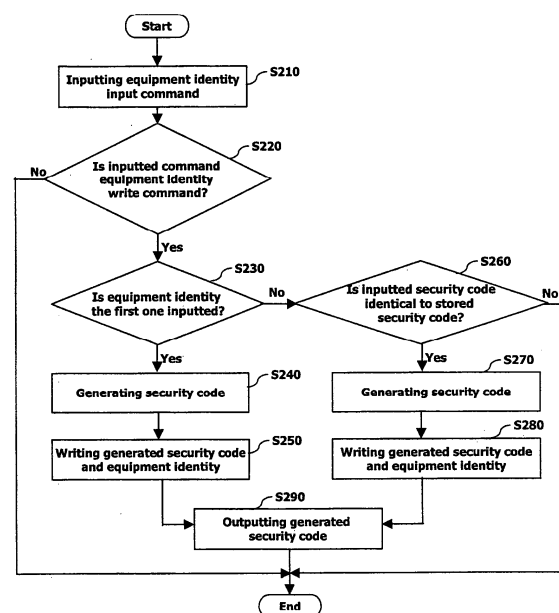 Start
S210
Inputting equipment identity
input command
S220
Is inputted command
equipment identity
write command?
No
Yes
S230
Is equipment identity
the first one inputted?
No
S260
Is inputted security code
identical to stored
security code?
No
Yes
Yes
S240
Generating security code
S270
Generating security code
S250
Writing generated security code
and equipment identity
S280
Writing generated security code
and equipment identity
S290
Outputting generated
security code
End